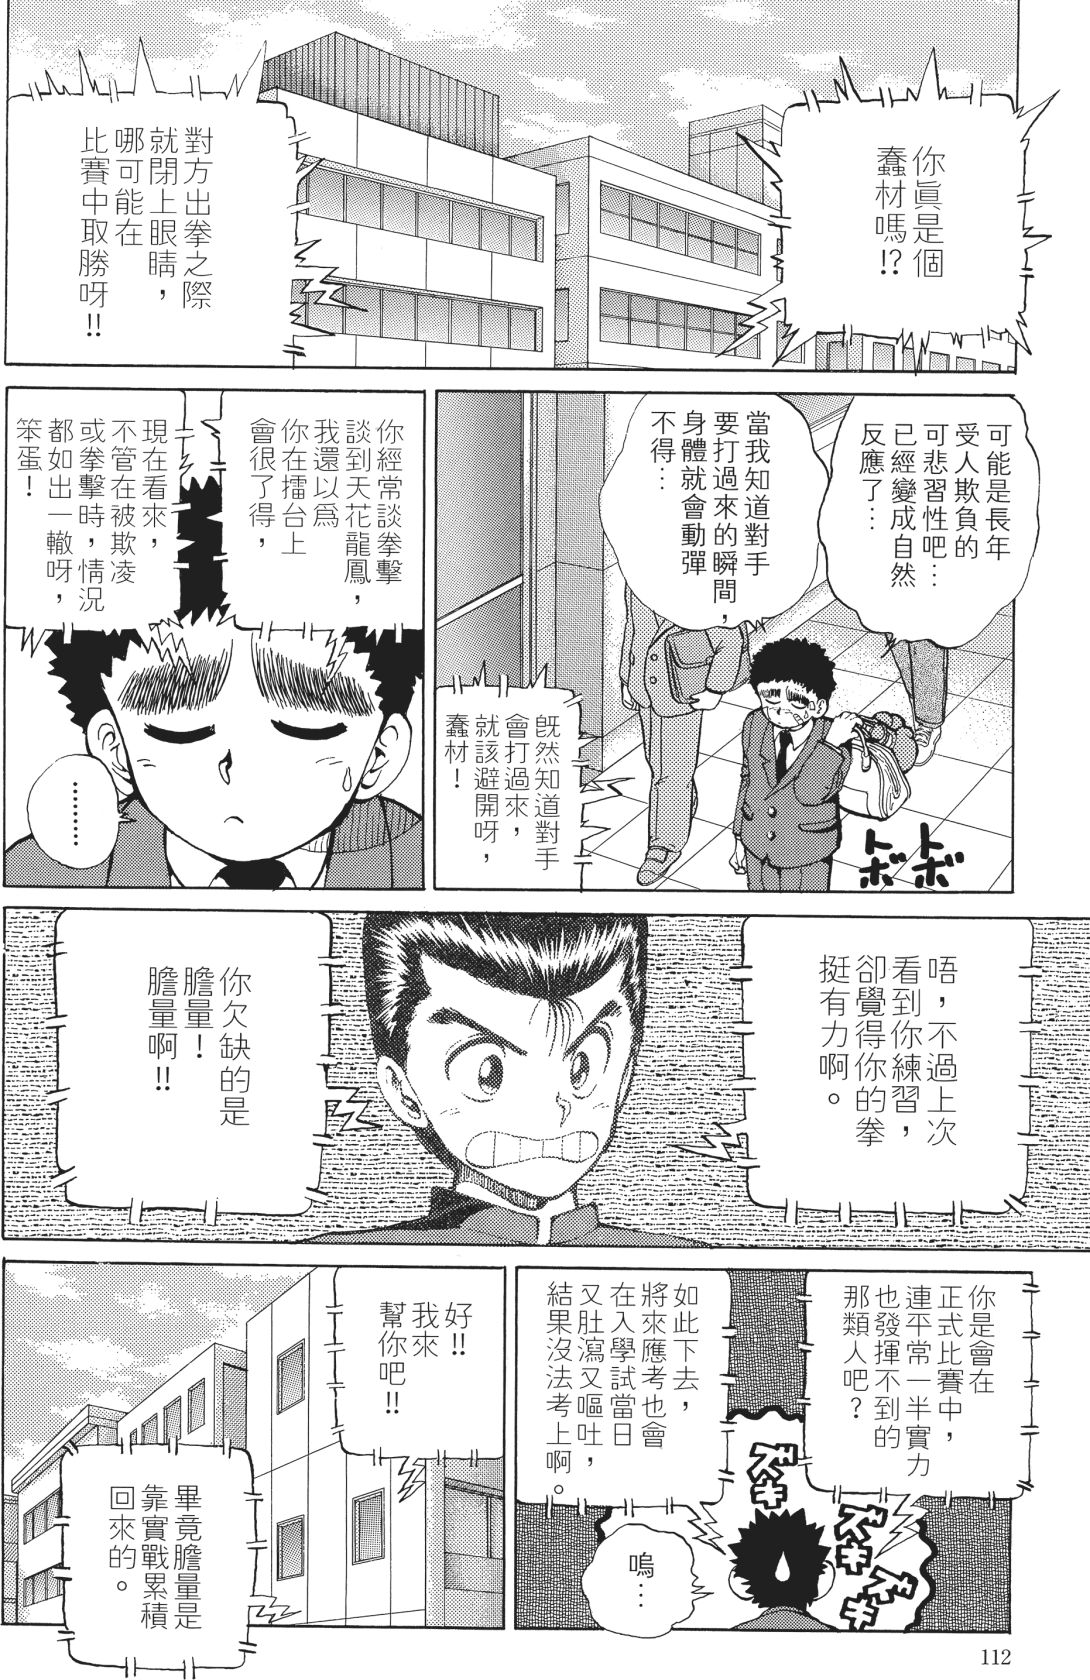 你眞是個
蠢材嗎!?
對方出拳之際
就閉上眼睛，
哪可能在
比賽中取勝呀!!
可能是長年
受人欺負的
可悲習性吧…
已經變成自然
反應了…
當我知道對手
要打過來的瞬間，
身體就會動彈
不得…
旣然知道對手
會打過來，
就該避開呀，
蠢材！
トボ
トボ
你經常談拳擊
談到天花龍鳳，
我還以爲
你在擂台上
會很了得，
現在看來，
不管在被欺凌
或拳擊時，情況
都如出一轍呀，
笨蛋！
………
唔，不過上次
看到你練習，
卻覺得你的拳
挺有力啊。
你欠缺的是
膽量！
膽量啊!!
你是會在
正式比賽中，
連平常一半實力
也發揮不到的
那類人吧？
如此下去，
將來應考也會
在入學試當日
又肚瀉又嘔吐，
結果沒法考上啊。
ズキ
ズキ
ズキ
嗚…
好!!
我來
幫你吧!!
畢竟膽量是
靠實戰累積
回來的。
112